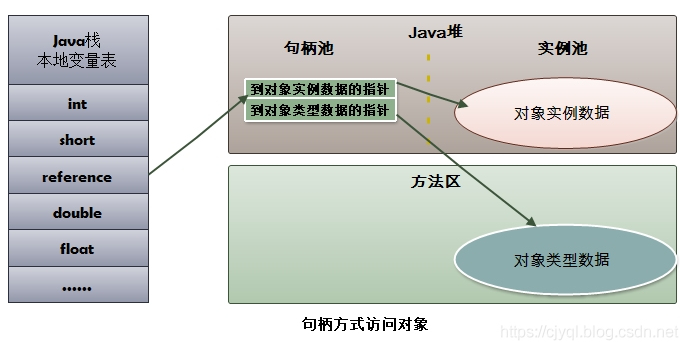 Java栈
本地变量表
int
short
reference
double
float
......
Java堆
句柄池
实例池
到对象实例数据的指针
到对象类型数据的指针
对象实例数据
方法区
对象类型数据
句柄方式访问对象
https://cjyql.blog.csdn.net